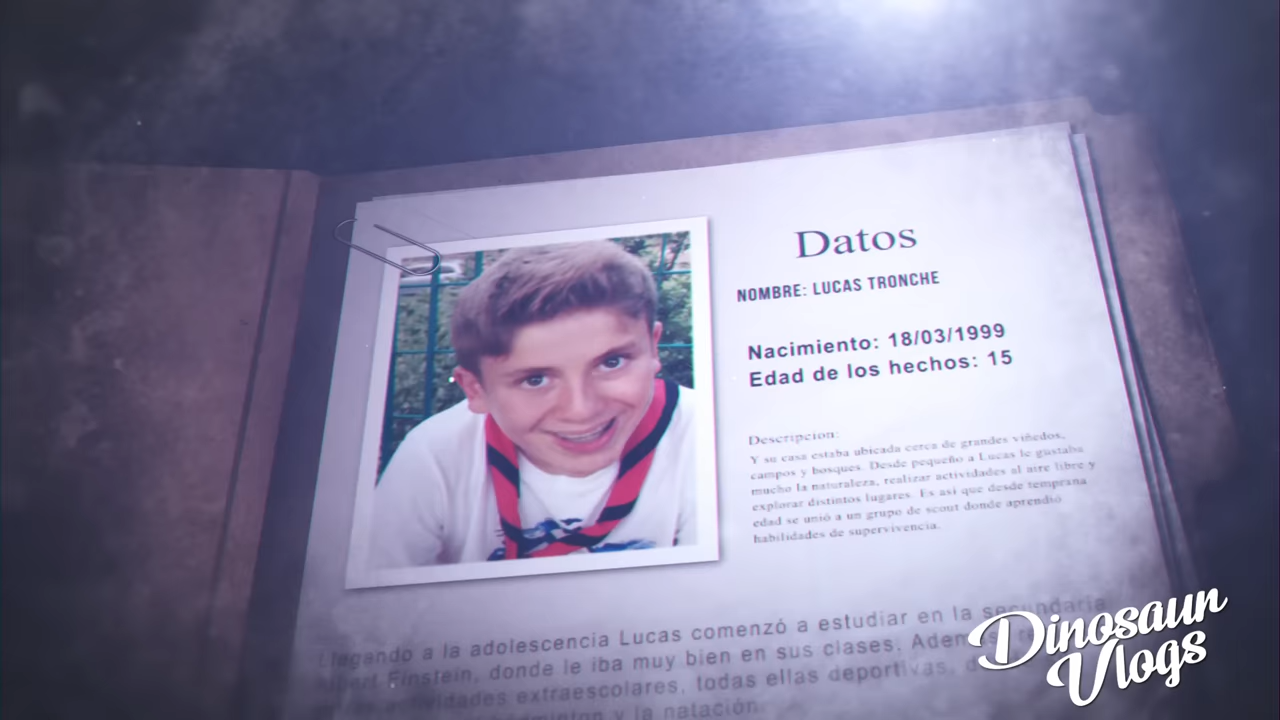 Datos
NOMBRE: LUCAS TRONCHE
Nacimiento: 18/03/1999
Edad de los hechos: 15
Descripcion:
Y su casa estaba ubicada cerca de grandes viñedos,
campos y bosques. Desde pequeño a Lucas le gustaba
mucho la naturaleza, realizar actividades al aire libre y
explorar distintos lugares. Es así que desde temprana
edad se unió a un grupo de scout donde aprendió
habilidades de supervivencia.
Llegando a la adolescencia Lucas comenzó a estudiar en la secundaria
Albert Einstein, donde le iba muy bien en sus clases.
actividades extraescolares, todas ellas deportivas,
y la natación.
Dinosaur
Vlogs